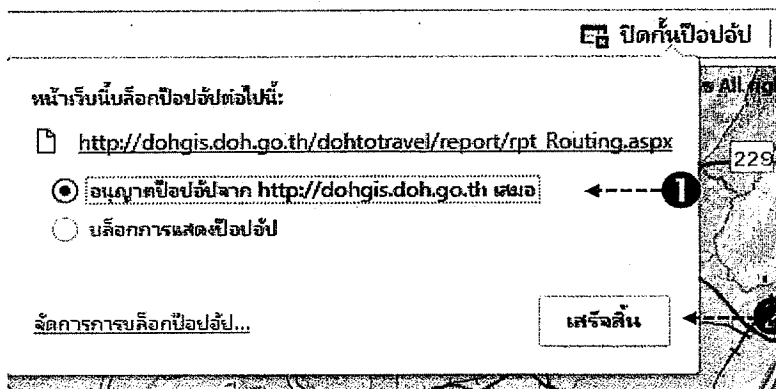 ปิดกั้นป๊อปอัป
หน้าเว็บนี้บล็อกป๊อปอัปต่อไปนี้:
http://dohgis.doh.go.th/dohtotravel/report/rpt_Routing.aspx
229
อนุญาตป๊อปอัปจาก http://dohgis.doh.go.th เสมอ
1
บล็อกการแสดงป๊อปอัป
จัดการการบล็อกป๊อปอัป...
เสร็จสิ้น
2